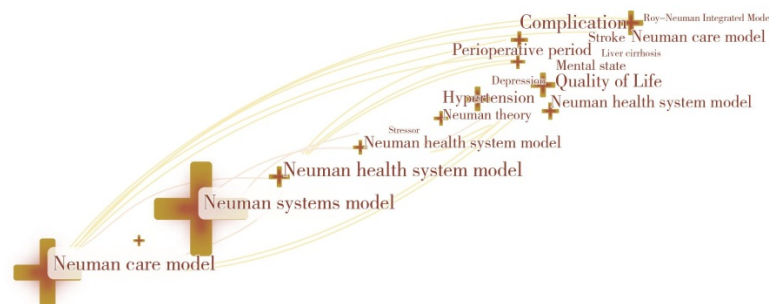 Complication
Roy-Neuman Integrated Mode
Stroke
Neuman care model
Perioperative period
Liver cirrhosis
Mental state
Depression
Quality of Life
Hypertension
Neuman health system model
Neuman theory
Stressor
Neuman health system model
Neuman health system model
Neuman systems model
Neuman care model